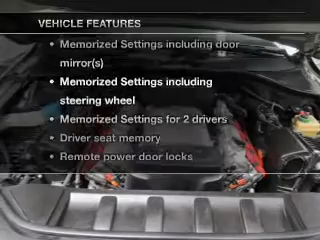 VEHICLE FEATURES
• Memorized Settings including door
mirror(s)
• Memorized Settings including
steering wheel
• Memorized Settings for 2 drivers
• Driver seat memory
• Remote power door locks